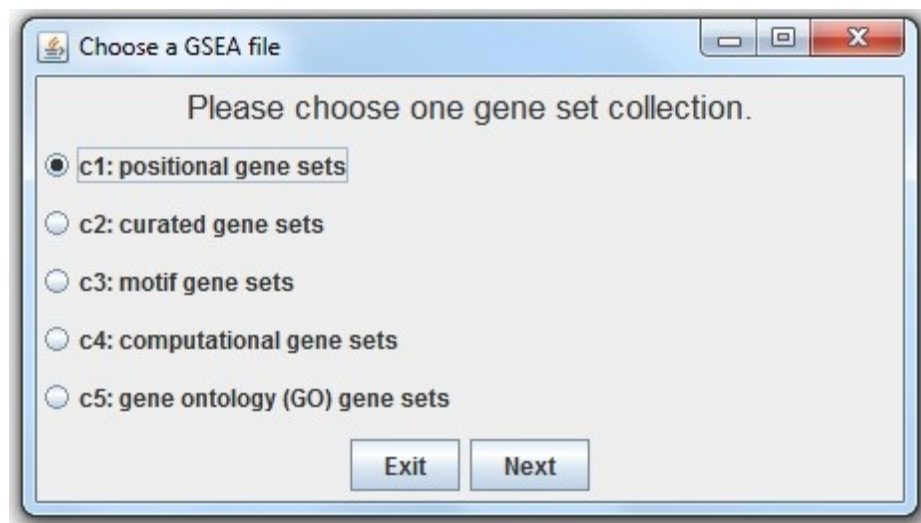 Choose a GSEA file
Please choose one gene set collection.
c1: positional gene sets
c2: curated gene sets
c3: motif gene sets
c4: computational gene sets
c5: gene ontology (GO) gene sets
Exit Next